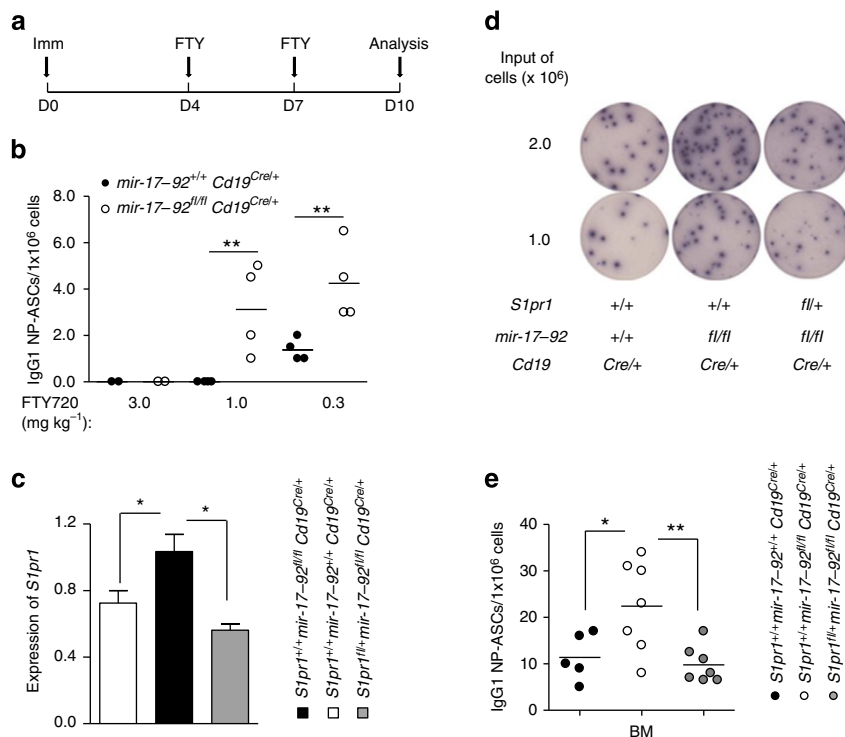 a
Imm FTY FTY Analysis
D0 D4 D7 D10
b
mir-17–92+/+ Cd19Cre/+
mir-17–92fl/fl Cd19Cre/+
IgG1 NP-ASCs/1x10⁶ cells
8.0
6.0
4.0
2.0
0.0
** **
FTY720 3.0 1.0 0.3
(mg kg⁻¹):
c
Expression of S1pr1
1.2
0.8
0.4
0.0
* *
S1pr1+/+mir-17–92fl/fl Cd19Cre/+
S1pr1+/+mir-17–92+/+ Cd19Cre/+
S1pr1fl/+mir-17–92fl/fl Cd19Cre/+
d
Input of
cells (x 10⁶)
2.0
1.0
S1pr1 +/+ +/+ fl/+
mir-17–92 +/+ fl/fl fl/fl
Cd19 Cre/+ Cre/+ Cre/+
e
IgG1 NP-ASCs/1x10⁶ cells
40
30
20
10
0
* **
BM
S1pr1+/+mir-17–92+/+ Cd19Cre/+
S1pr1+/+mir-17–92fl/fl Cd19Cre/+
S1pr1fl/+mir-17–92fl/fl Cd19Cre/+